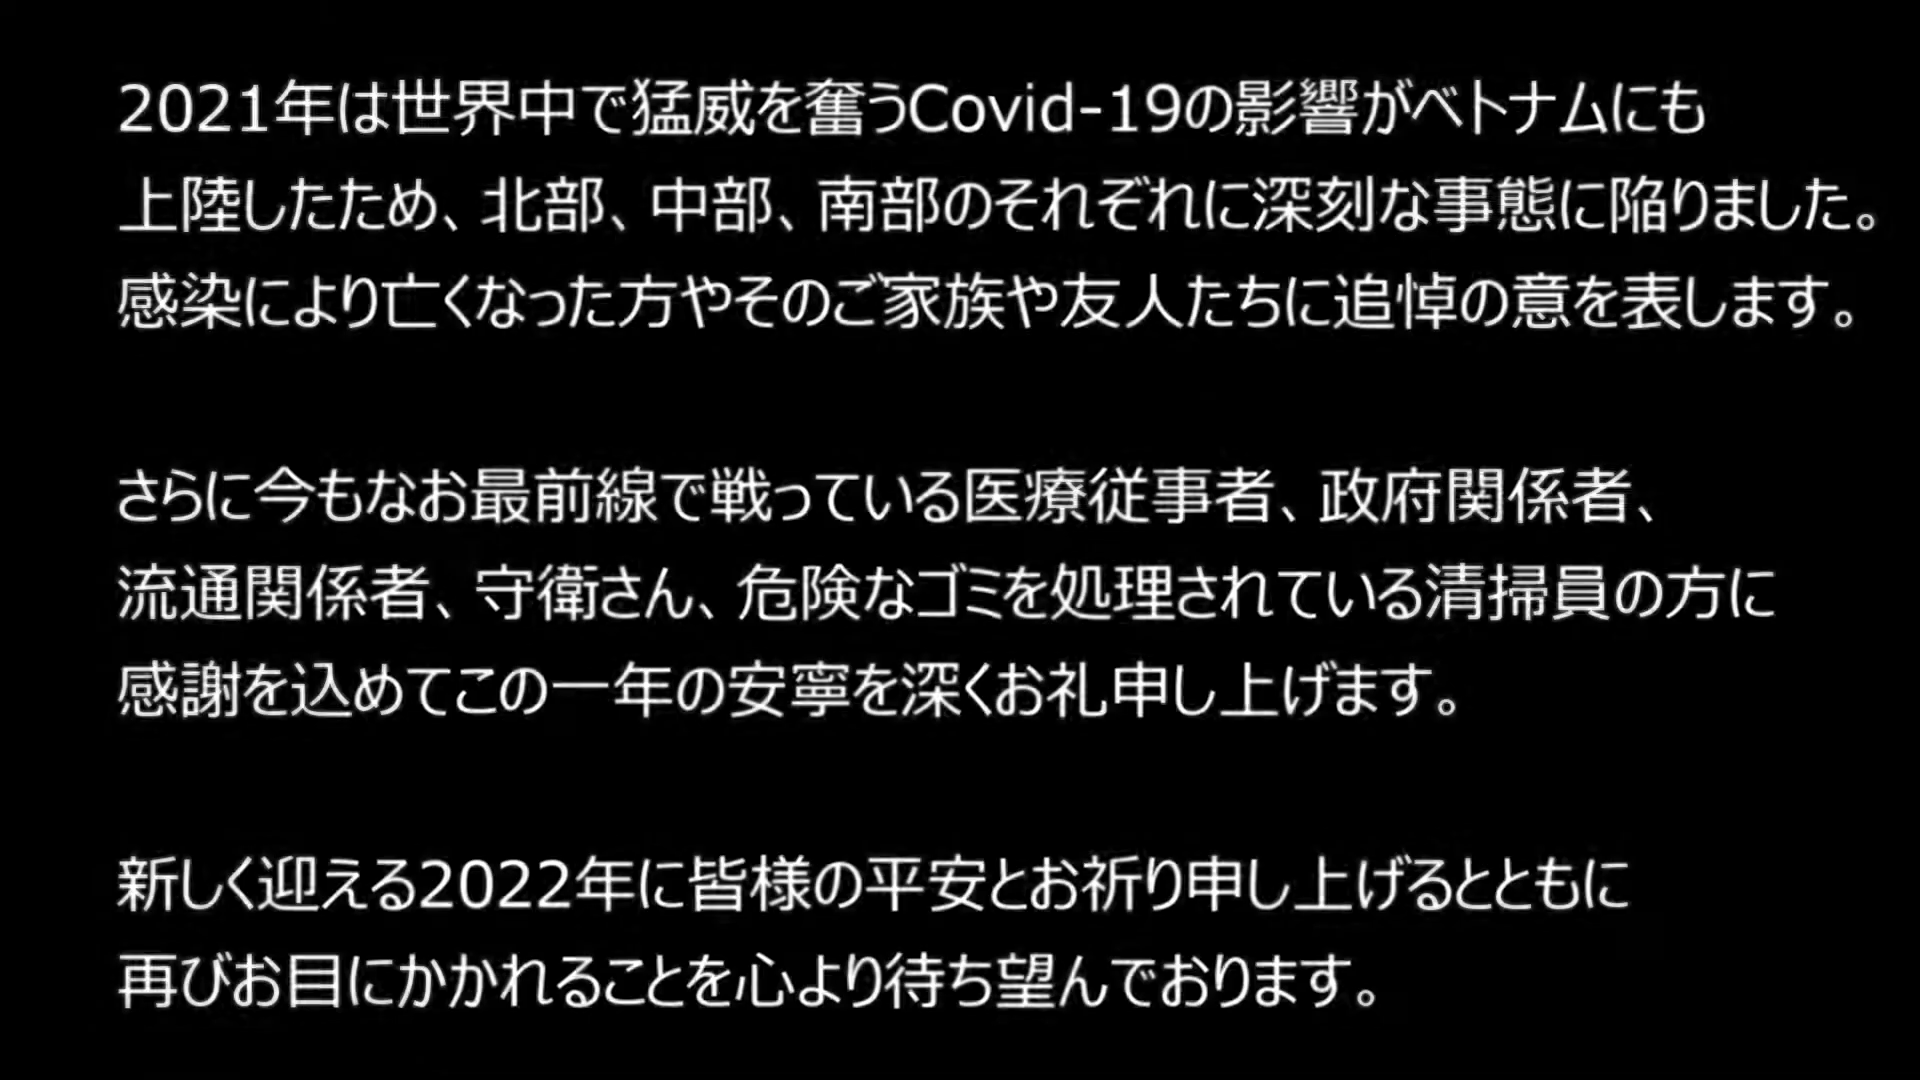 2021年は世界中で猛威を奮うCovid-19の影響がベトナムにも
上陸したため、北部、中部、南部のそれぞれに深刻な事態に陥りました。
感染により亡くなった方やそのご家族や友人たちに追悼の意を表します。
さらに今もなお最前線で戦っている医療従事者、政府関係者、
流通関係者、守衛さん、危険なゴミを処理されている清掃員の方に
感謝を込めてこの一年の安寧を深くお礼申し上げます。
新しく迎える2022年に皆様の平安とお祈り申し上げるとともに
再びお目にかかれることを心より待ち望んでおります。